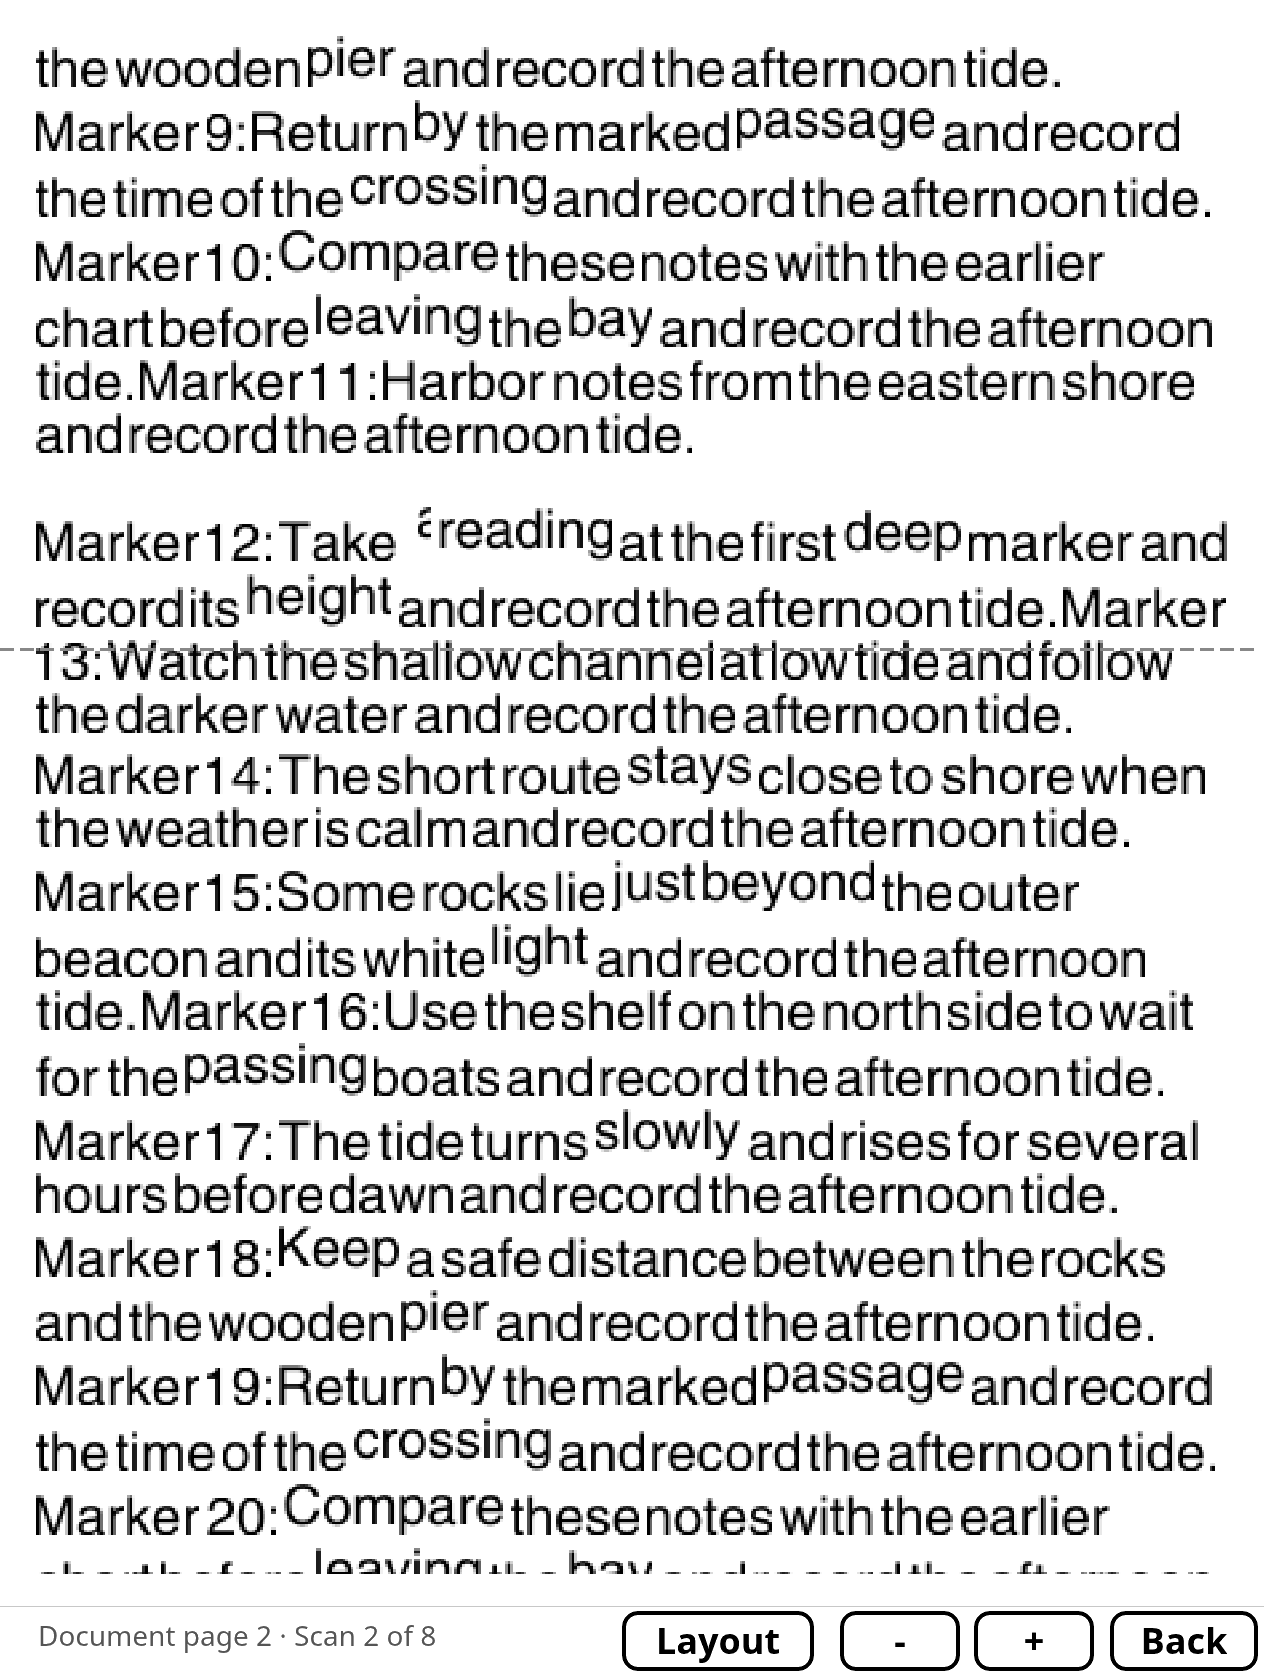 the wooden pier and record the afternoon tide.
Marker 9: Return by the marked passage and record
the time of the crossing and record the afternoon tide.
Marker 10: Compare these notes with the earlier
chart before leaving the bay and record the afternoon
tide. Marker 11: Harbor notes from the eastern shore
and record the afternoon tide.
Marker 12: Take a reading at the first deep marker and
record its height and record the afternoon tide. Marker
13: Watch the shallow channel at low tide and follow
the darker water and record the afternoon tide.
Marker 14: The short route stays close to shore when
the weather is calm and record the afternoon tide.
Marker 15: Some rocks lie just beyond the outer
beacon and its white light and record the afternoon
tide. Marker 16: Use the shelf on the north side to wait
for the passing boats and record the afternoon tide.
Marker 17: The tide turns slowly and rises for several
hours before dawn and record the afternoon tide.
Marker 18: Keep a safe distance between the rocks
and the wooden pier and record the afternoon tide.
Marker 19: Return by the marked passage and record
the time of the crossing and record the afternoon tide.
Marker 20: Compare these notes with the earlier
leaving the bay
Document page 2 · Scan 2 of 8 Layout - + Back